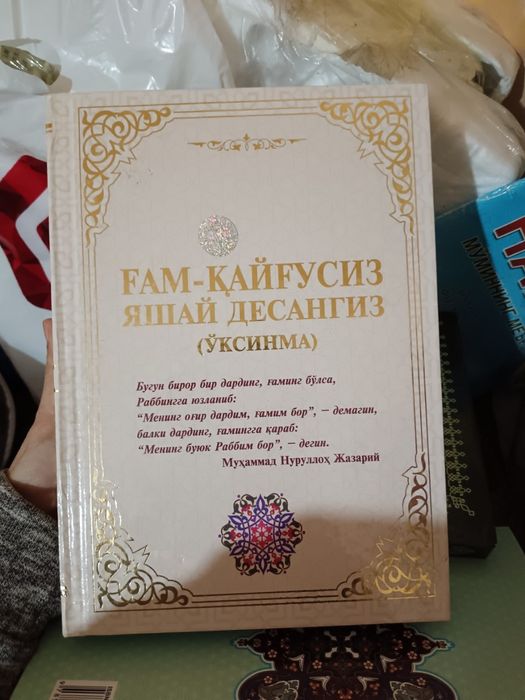 ҒАМ-ҚАЙҒУСИЗ
ЯШАЙ ДЕСАНГИЗ
(ЎКСИНМА)
Бугун бирор бир дардинг, ғаминг бўлса,
Раббингга юзланиб:
“Менинг оғир дардим, ғамим бор”, – демагин,
балки дардинг, ғамингга қараб:
“Менинг буюк Раббим бор”, – дегин.
Муҳаммад Нуруллоҳ Жазарий